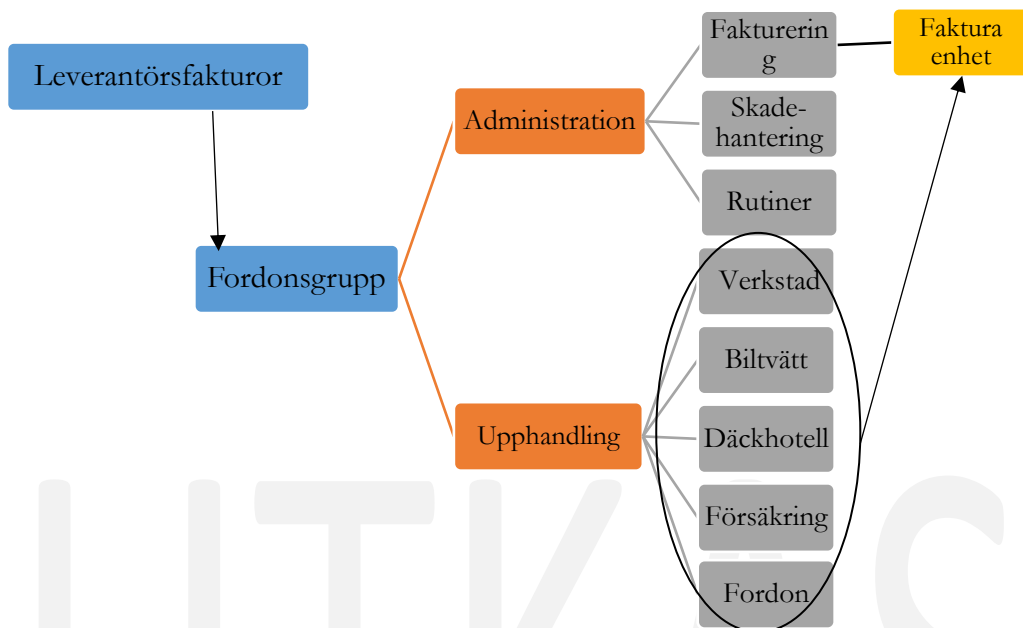 Leverantörsfakturor
Fordonsgrupp
Administration
Fakturerin
g
Faktura
enhet
Skade-
hantering
Rutiner
Upphandling
Verkstad
Biltvätt
Däckhotell
Försäkring
Fordon